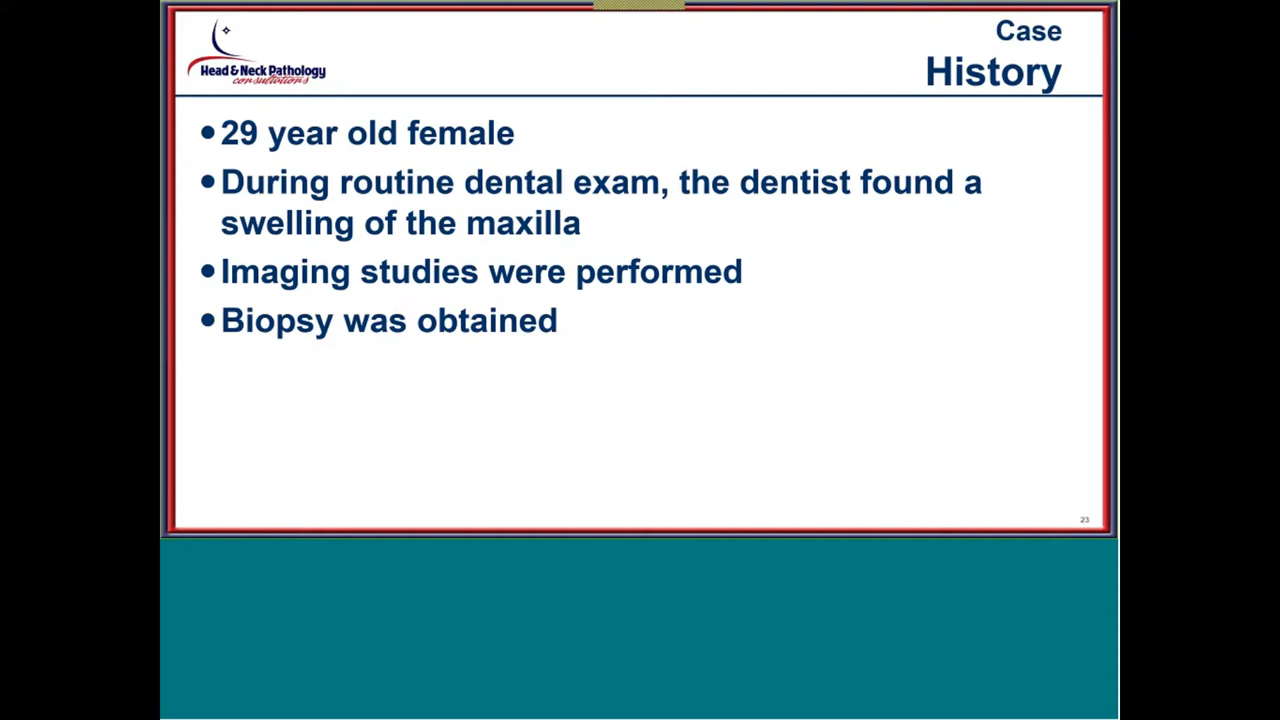 Head & Neck Pathology
consultations
Case
History
• 29 year old female
• During routine dental exam, the dentist found a
swelling of the maxilla
• Imaging studies were performed
• Biopsy was obtained
23